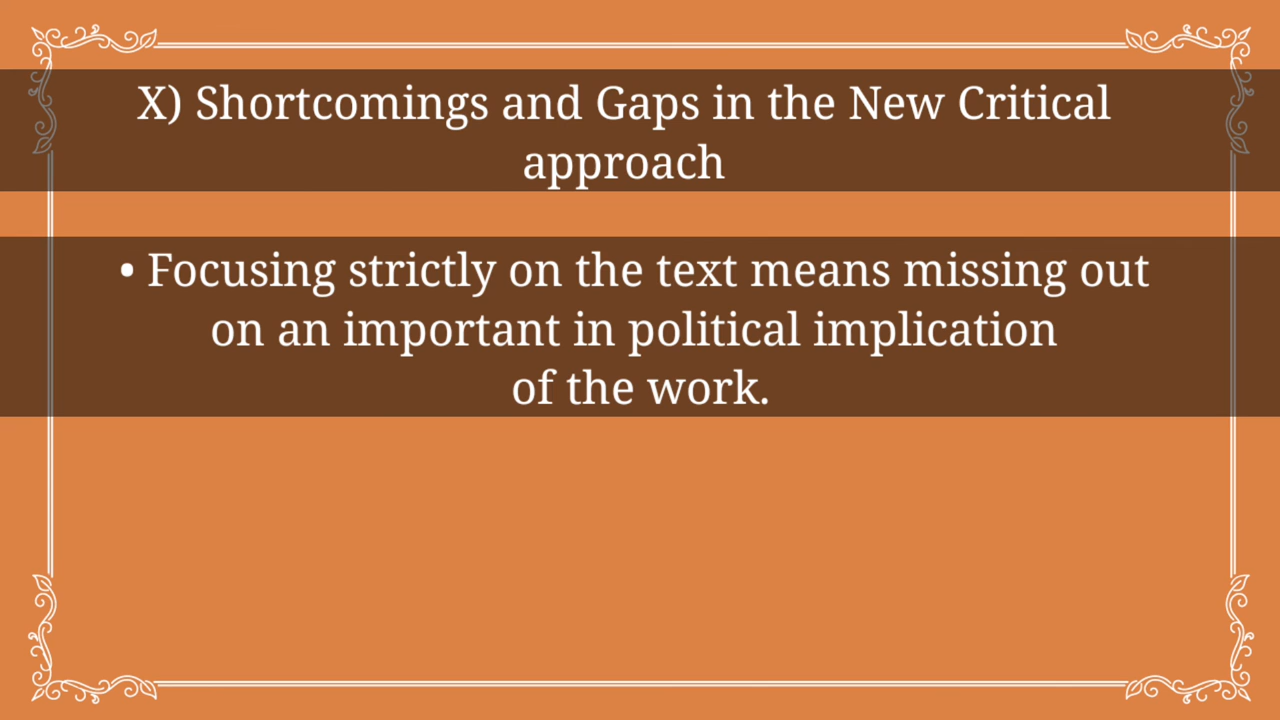 X) Shortcomings and Gaps in the New Critical
approach
• Focusing strictly on the text means missing out
on an important in political implication
of the work.